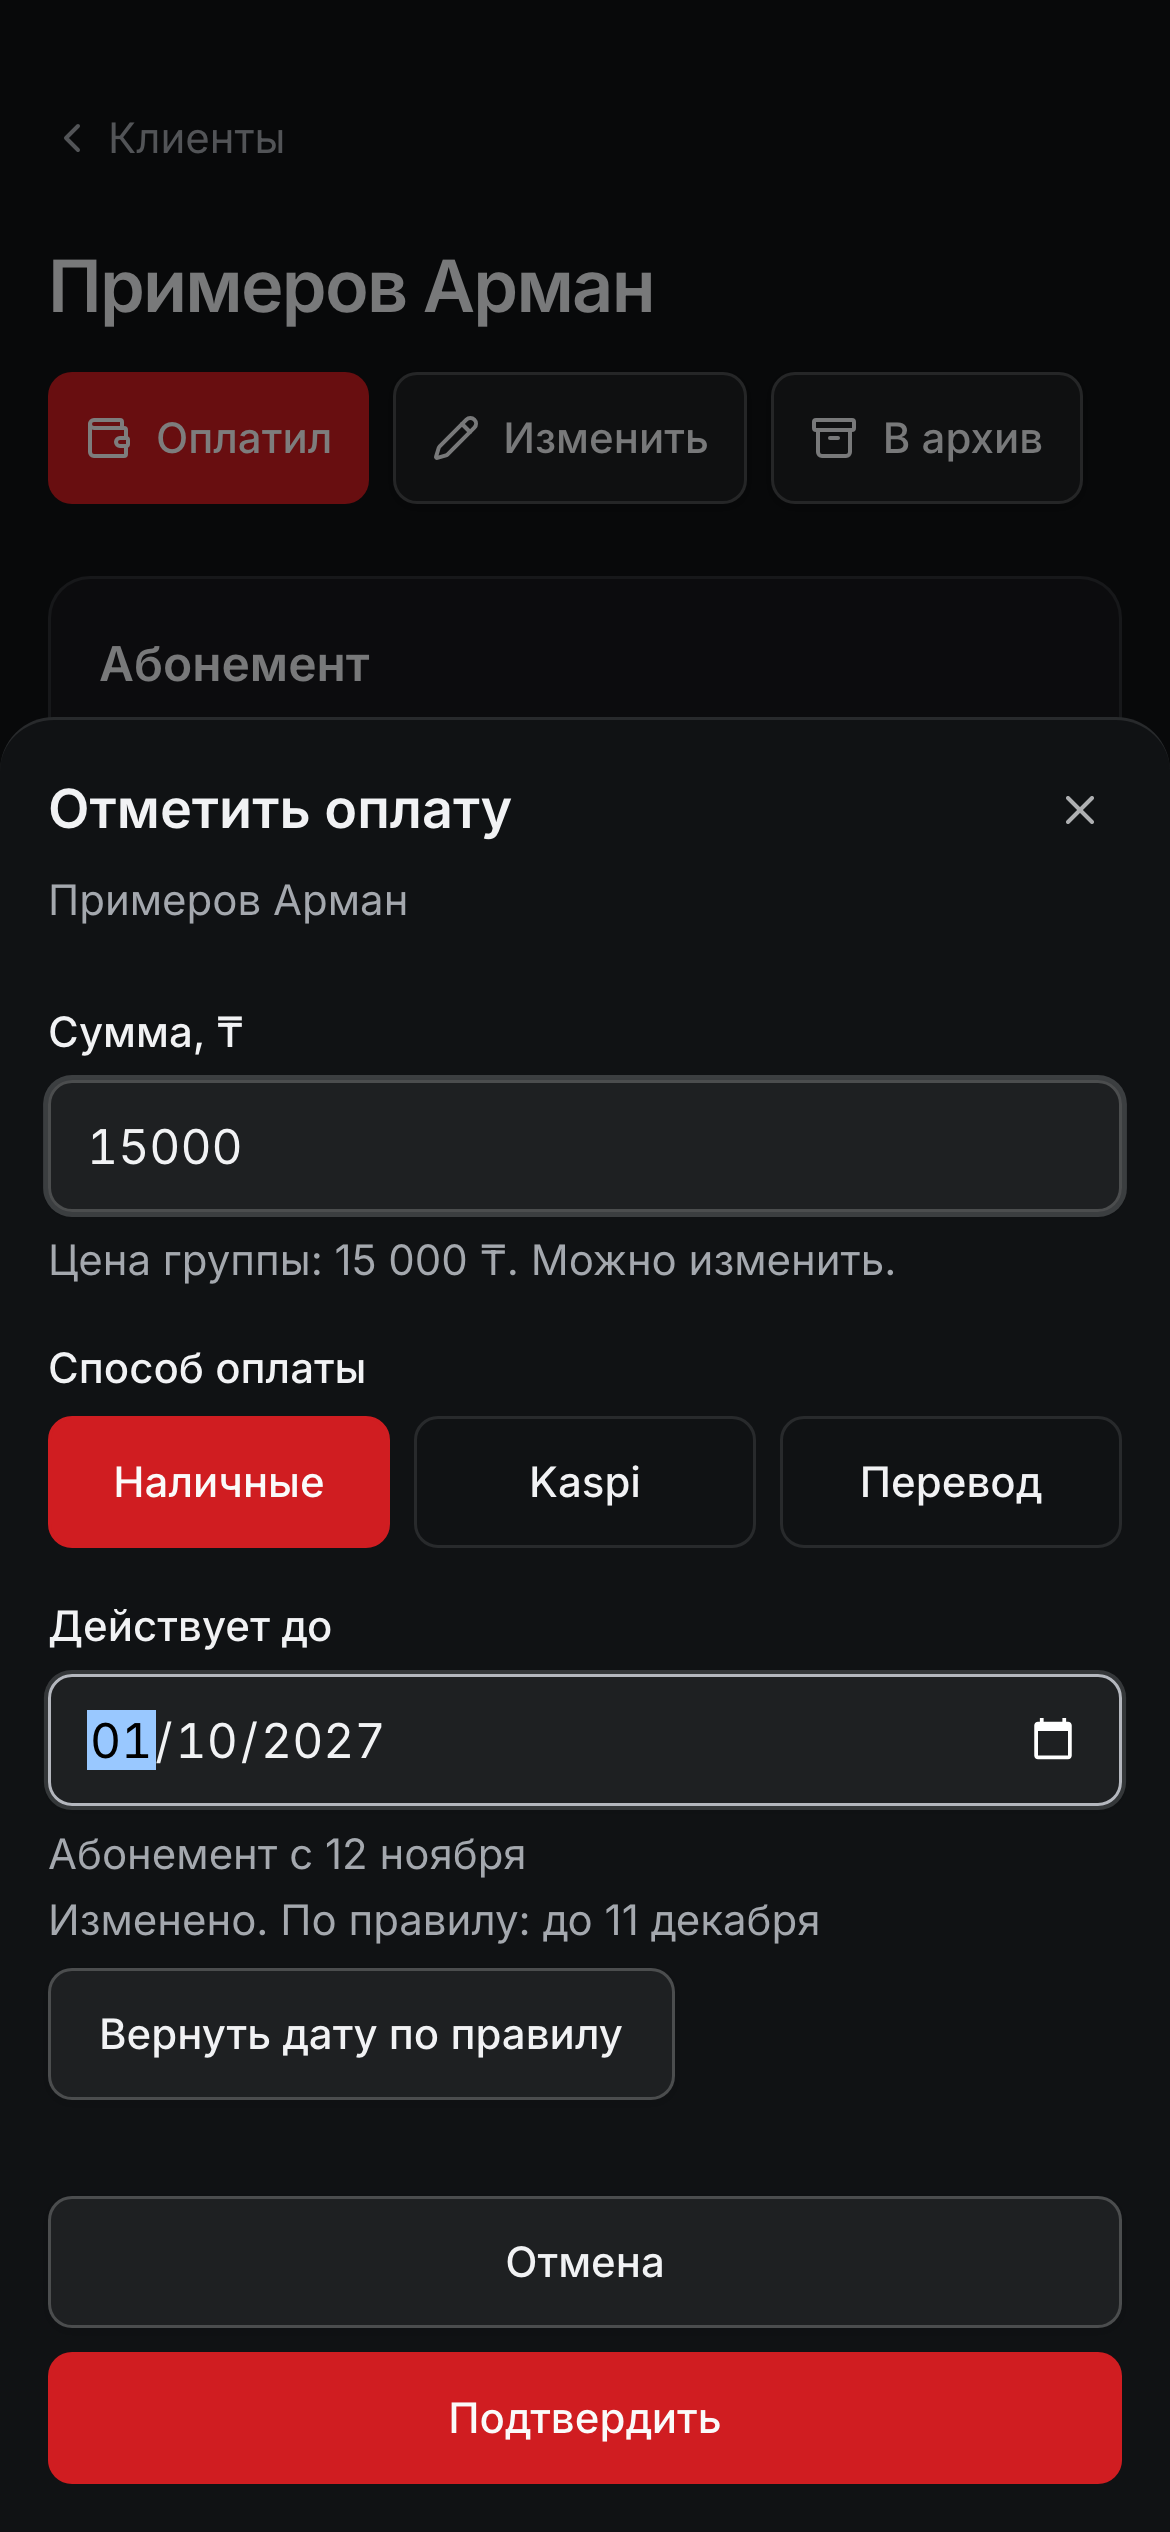 Клиенты
Примеров Арман
Оплатил Изменить В архив
Абонемент
Отметить оплату
Примеров Арман
Сумма, ₸
15000
Цена группы: 15 000 ₸. Можно изменить.
Способ оплаты
Наличные Kaspi Перевод
Действует до
01/10/2027
Абонемент с 12 ноября
Изменено. По правилу: до 11 декабря
Вернуть дату по правилу
Отмена
Подтвердить